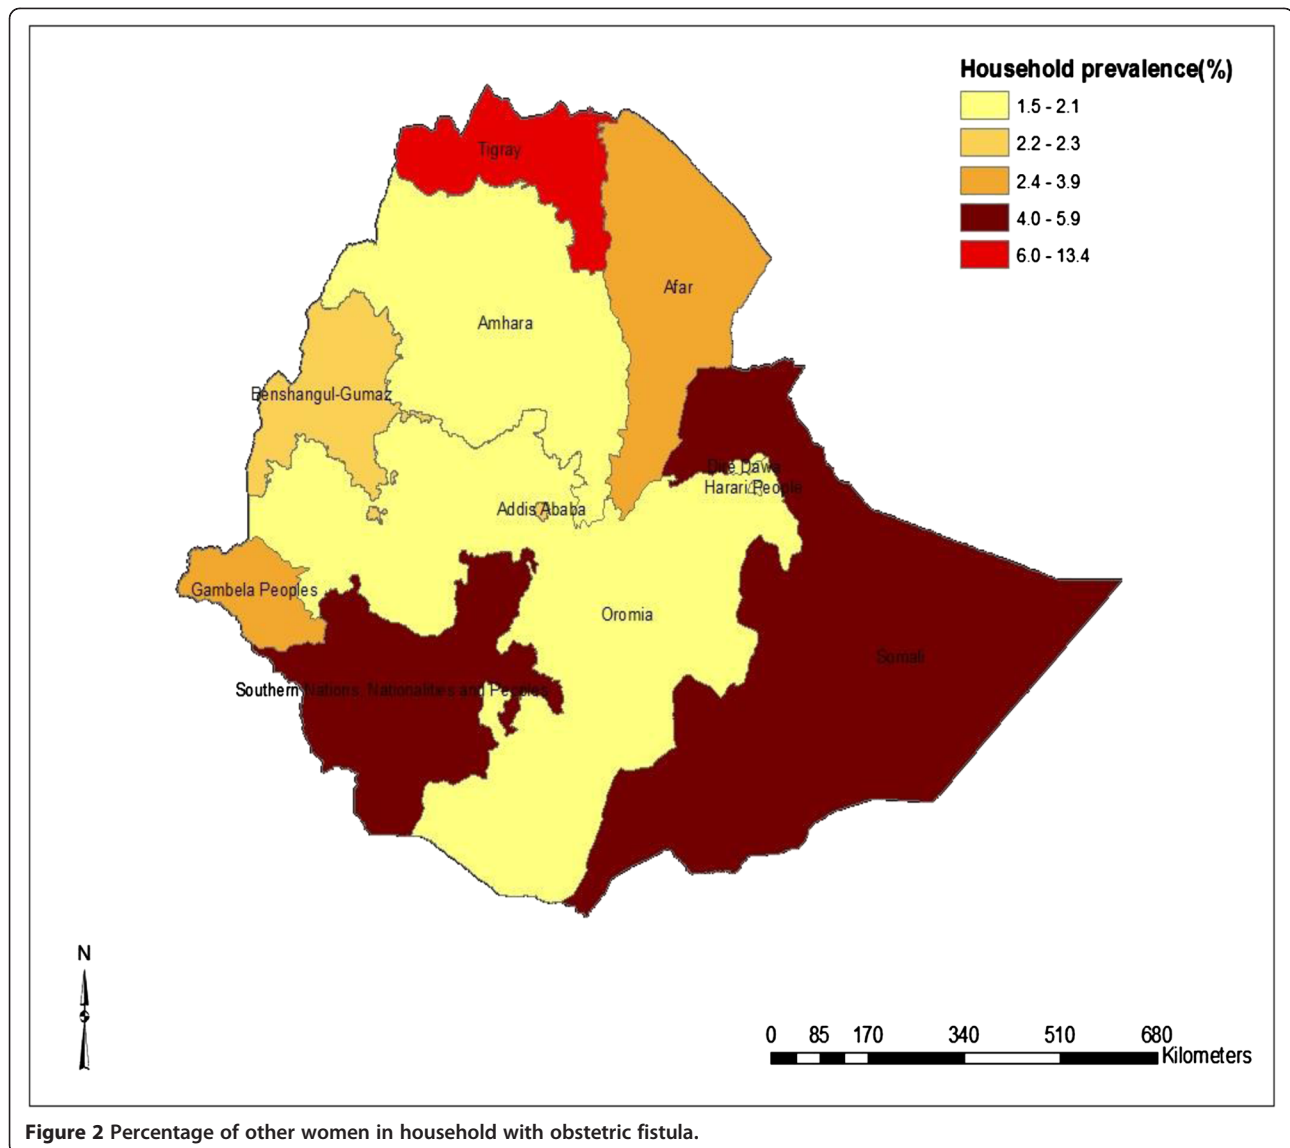 Household prevalence(%)
1.5 - 2.1
2.2 - 2.3
2.4 - 3.9
4.0 - 5.9
6.0 - 13.4
Tigray
Afar
Amhara
Benshangul-Gumaz
Dire Dawa
Harari People
Addis Ababa
Gambela Peoples
Oromia
Somali
Southern Nations, Nationalites and Peoples
N
0 85 170 340 510 680
Kilometers
Figure 2 Percentage of other women in household with obstetric fistula.